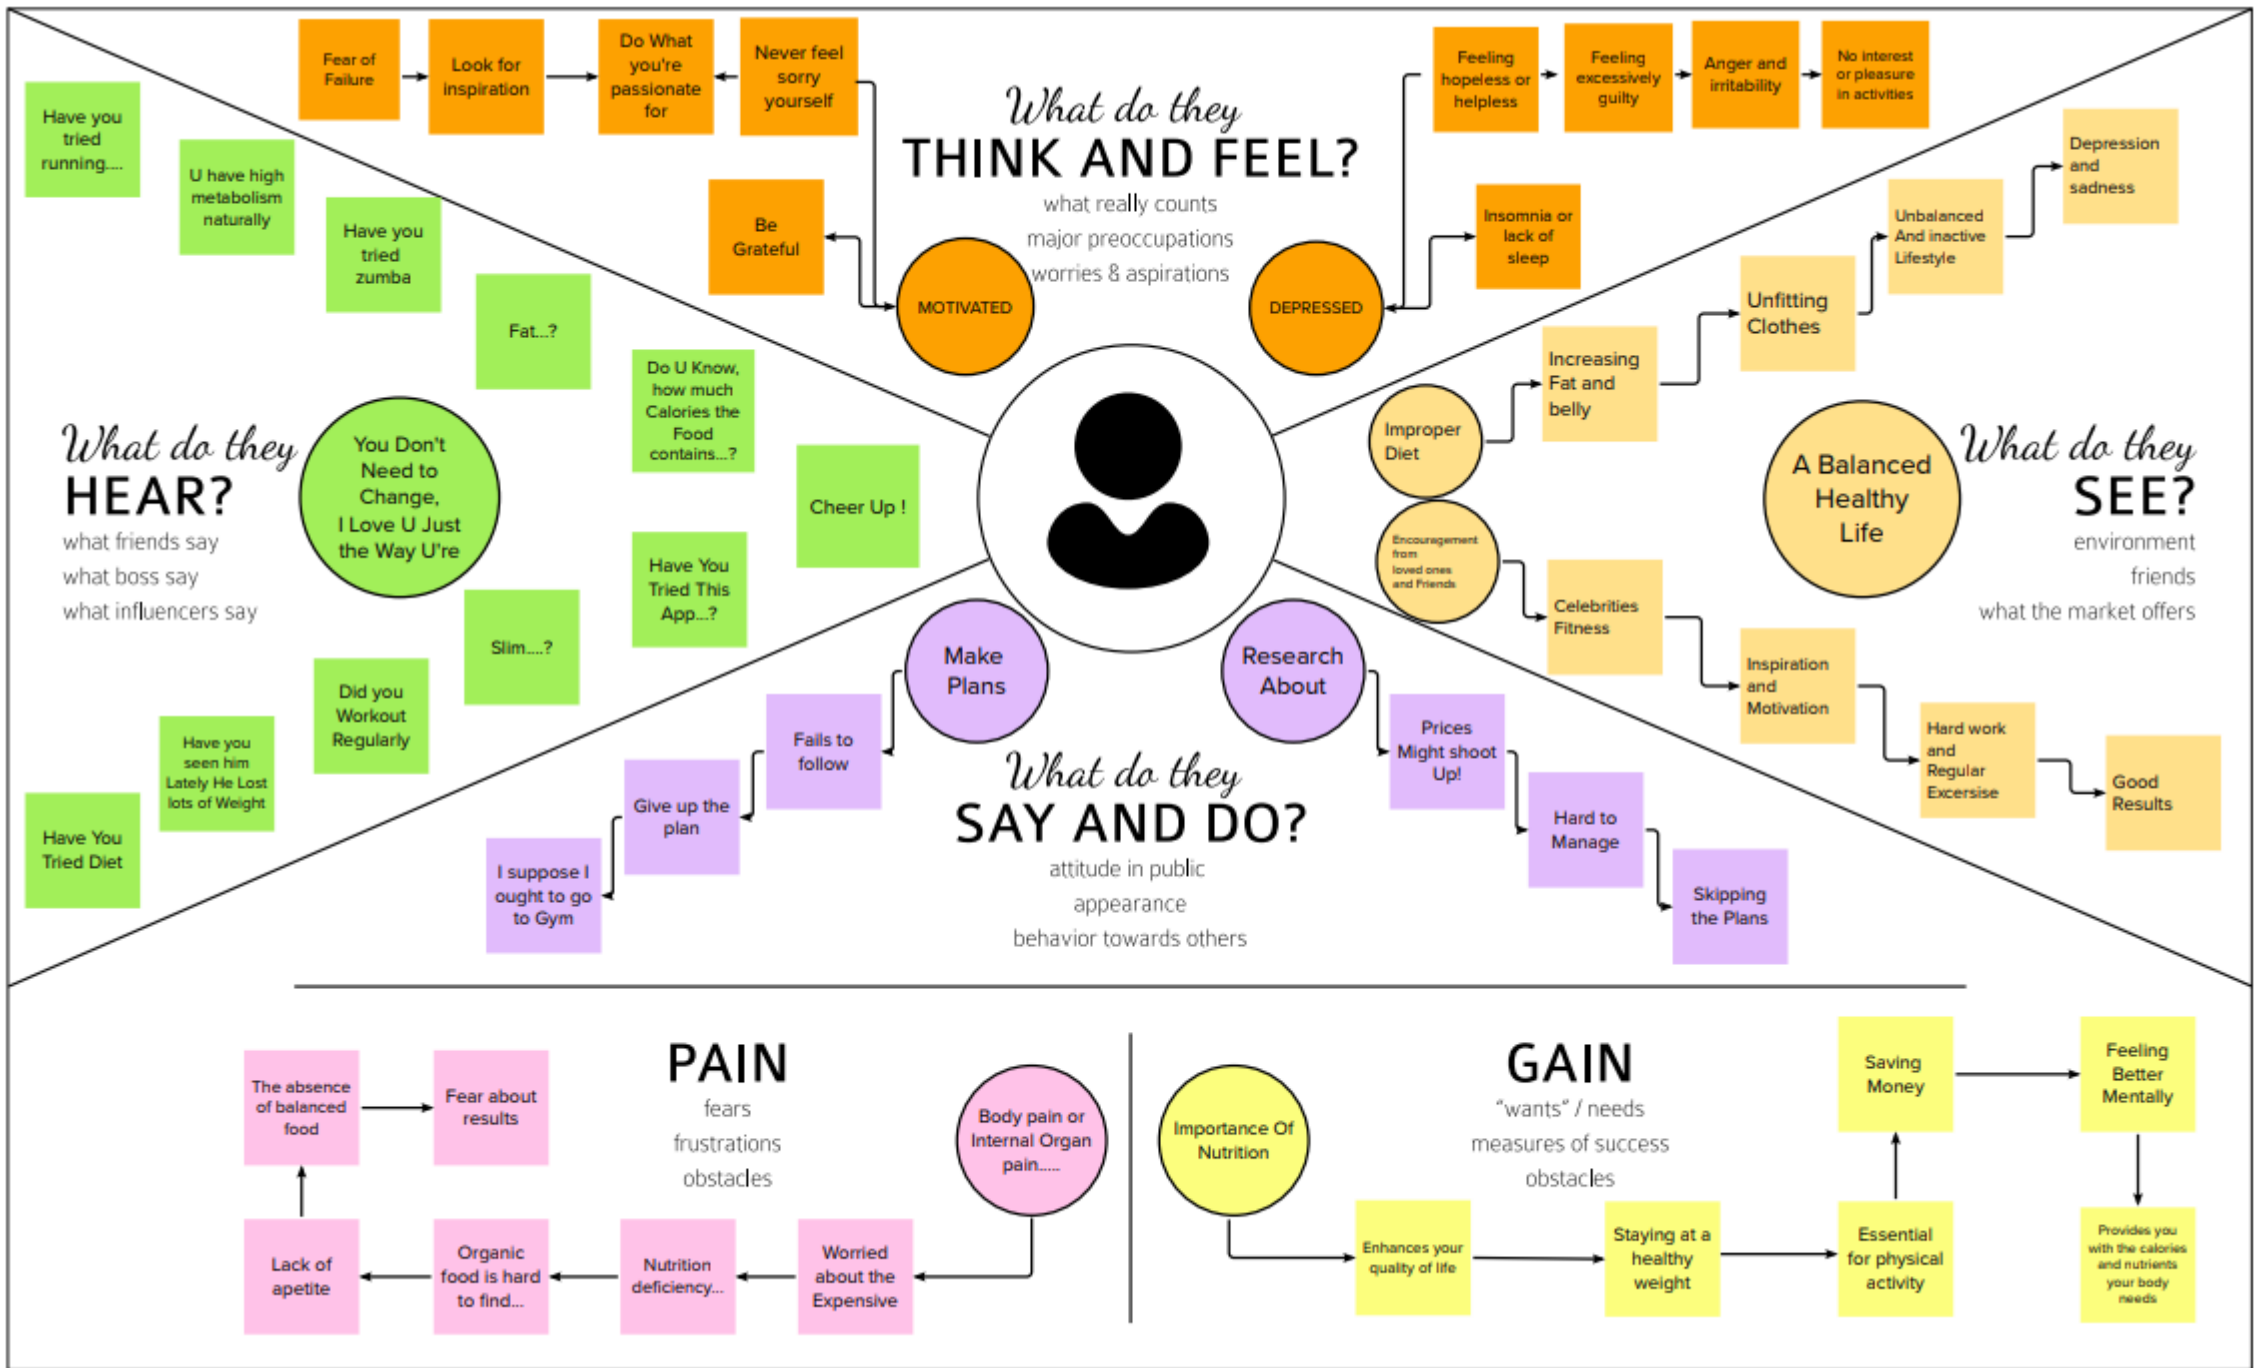 What do they
THINK AND FEEL?
what really counts
major preoccupations
worries & aspirations
Fear of
Failure
Look for
inspiration
Do What
you're
passionate
for
Never feel
sorry
yourself
Be
Grateful
MOTIVATED
DEPRESSED
Feeling
hopeless or
helpless
Feeling
excessively
guilty
Anger and
irritability
No interest
or pleasure
in activities
Insomnia or
lack of
sleep
What do they
HEAR?
what friends say
what boss say
what influencers say
You Don't
Need to
Change,
I Love U Just
the Way U're
Have you
tried
running....
U have high
metabolism
naturally
Have you
tried
zumba
Fat...?
Do U Know,
how much
Calories the
Food
contains...?
Cheer Up !
Have You
Tried This
App...?
Slim....?
Did you
Workout
Regularly
Have you
seen him
Lately He Lost
lots of Weight
Have You
Tried Diet
What do they
SEE?
environment
friends
what the market offers
A Balanced
Healthy
Life
Improper
Diet
Increasing
Fat and
belly
Unfitting
Clothes
Unbalanced
And inactive
Lifestyle
Depression
and
sadness
Encouragement
from
loved ones
and Friends
Celebrities
Fitness
Inspiration
and
Motivation
Hard work
and
Regular
Excersise
Good
Results
What do they
SAY AND DO?
attitude in public
appearance
behavior towards others
Make
Plans
Fails to
follow
Give up the
plan
I suppose I
ought to go
to Gym
Research
About
Prices
Might shoot
Up!
Hard to
Manage
Skipping
the Plans
PAIN
fears
frustrations
obstacles
Body pain or
Internal Organ
pain.....
Worried
about the
Expensive
Nutrition
deficiency...
Organic
food is hard
to find...
Lack of
apetite
The absence
of balanced
food
Fear about
results
GAIN
"wants" / needs
measures of success
obstacles
Importance Of
Nutrition
Enhances your
quality of life
Staying at a
healthy
weight
Essential
for physical
activity
Saving
Money
Feeling
Better
Mentally
Provides you
with the calories
and nutrients
your body
needs